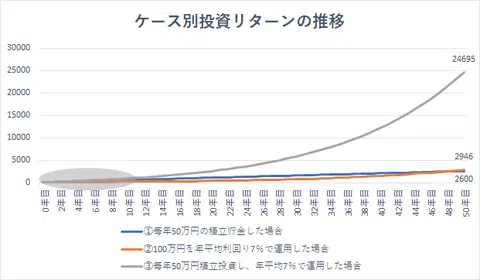 ケース別投資リターンの推移
30000
25000
20000
15000
10000
5000
0
24695
2946
2600
0年目
2年目
4年目
6年目
8年目
10年目
12年目
14年目
16年目
18年目
20年目
22年目
24年目
26年目
28年目
30年目
32年目
34年目
36年目
38年目
40年目
42年目
44年目
46年目
48年目
50年目
①毎年50万円の積立貯金した場合
②100万円を年平均利回り7%で運用した場合
③毎年50万円積立投資し、年平均7%で運用した場合